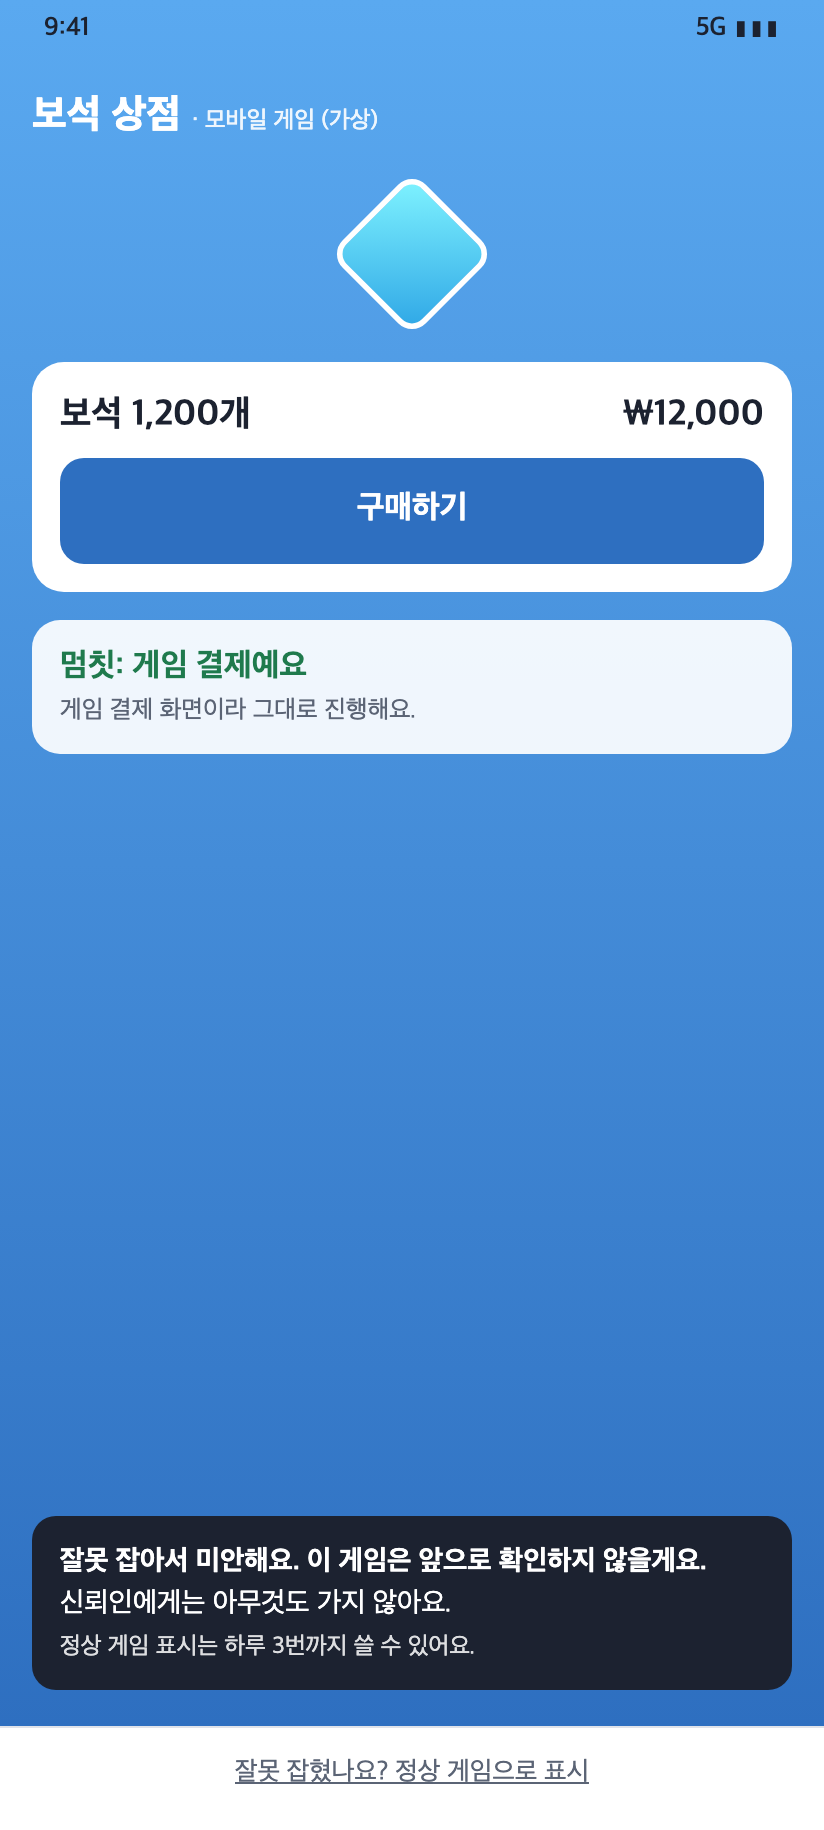 9:41 5G
보석 상점 · 모바일 게임 (가상)
보석 1,200개 ₩12,000
구매하기
멈칫: 게임 결제예요
게임 결제 화면이라 그대로 진행해요.
잘못 잡아서 미안해요. 이 게임은 앞으로 확인하지 않을게요.
신뢰인에게는 아무것도 가지 않아요.
정상 게임 표시는 하루 3번까지 쓸 수 있어요.
잘못 잡혔나요? 정상 게임으로 표시